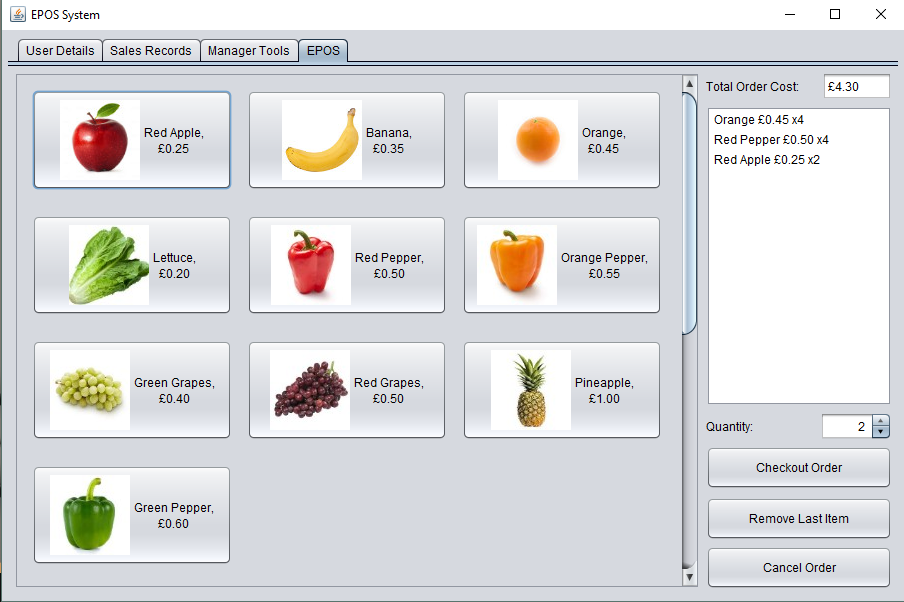 EPOS System
User Details
Sales Records
Manager Tools
EPOS
Red Apple,
£0.25
Banana,
£0.35
Orange,
£0.45
Lettuce,
£0.20
Red Pepper,
£0.50
Orange Pepper,
£0.55
Green Grapes,
£0.40
Red Grapes,
£0.50
Pineapple,
£1.00
Green Pepper,
£0.60
Total Order Cost:
£4.30
Orange £0.45 x4
Red Pepper £0.50 x4
Red Apple £0.25 x2
Quantity:
2
Checkout Order
Remove Last Item
Cancel Order